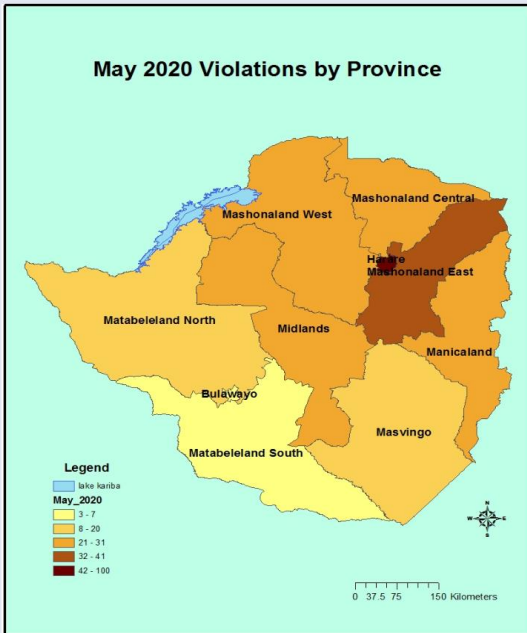 May 2020 Violations by Province
Mashonaland Central
Mashonaland West
Harare
Mashonaland East
Matabeleland North
Midlands
Manicaland
Bulawayo
Masvingo
Matabeleland South
Legend
lake kariba
May_2020
3 - 7
8 - 20
21 - 31
32 - 41
42 - 100
N
W E
S
0 37.5 75 150 Kilometers